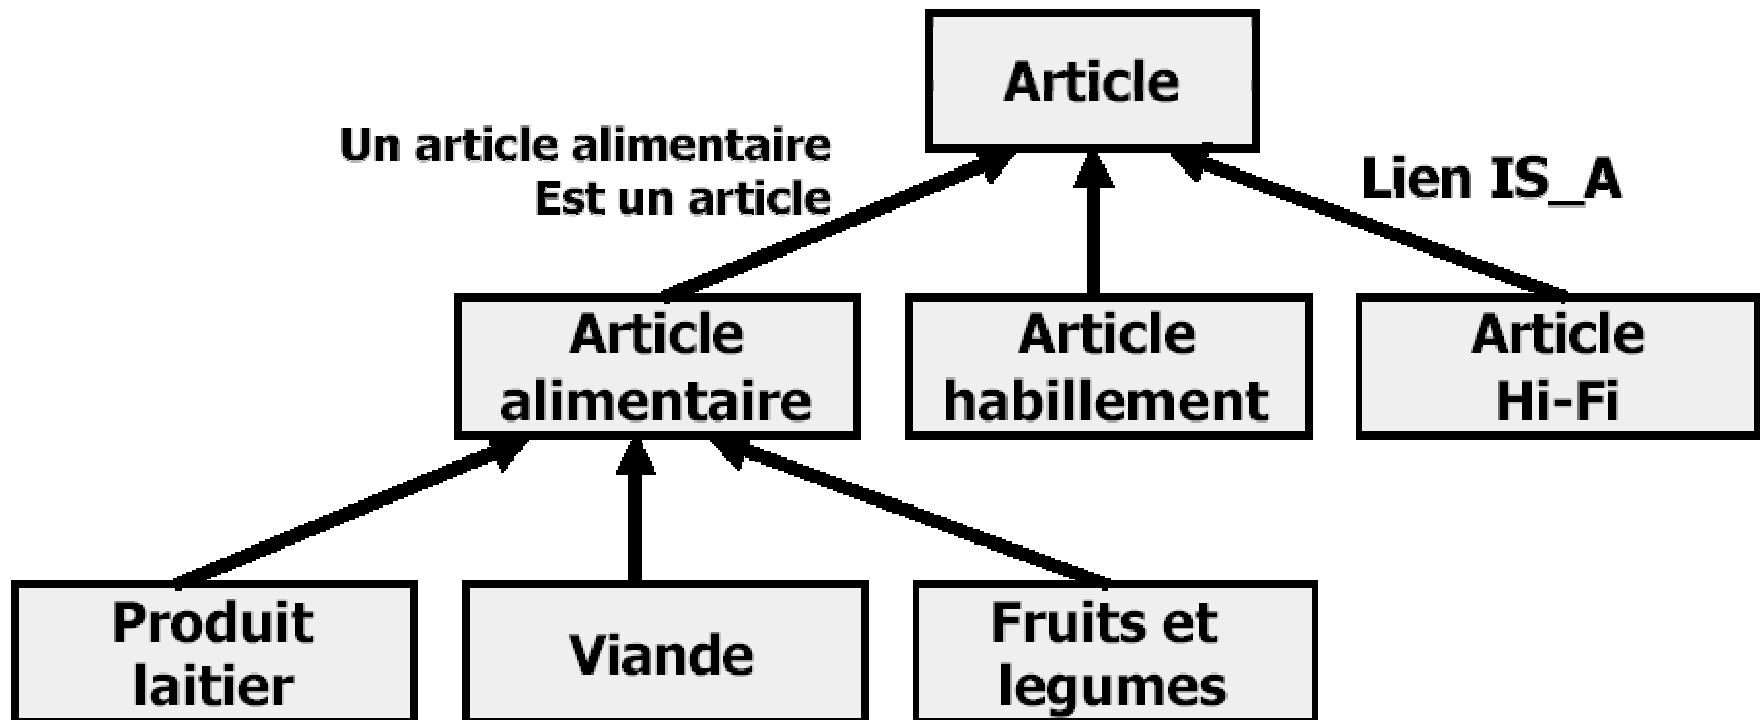 Article
Un article alimentaire
Est un article
Lien IS_A
Article
alimentaire
Article
habillement
Article
Hi-Fi
Produit
laitier
Viande
Fruits et
legumes